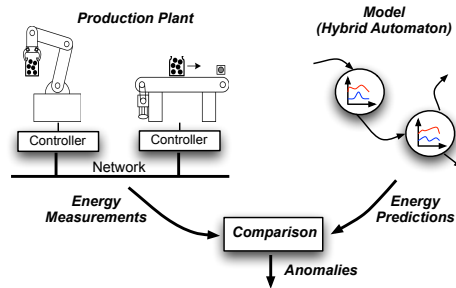 Production Plant
Model
(Hybrid Automaton)
Controller
Controller
Network
Energy
Measurements
Energy
Predictions
Comparison
Anomalies